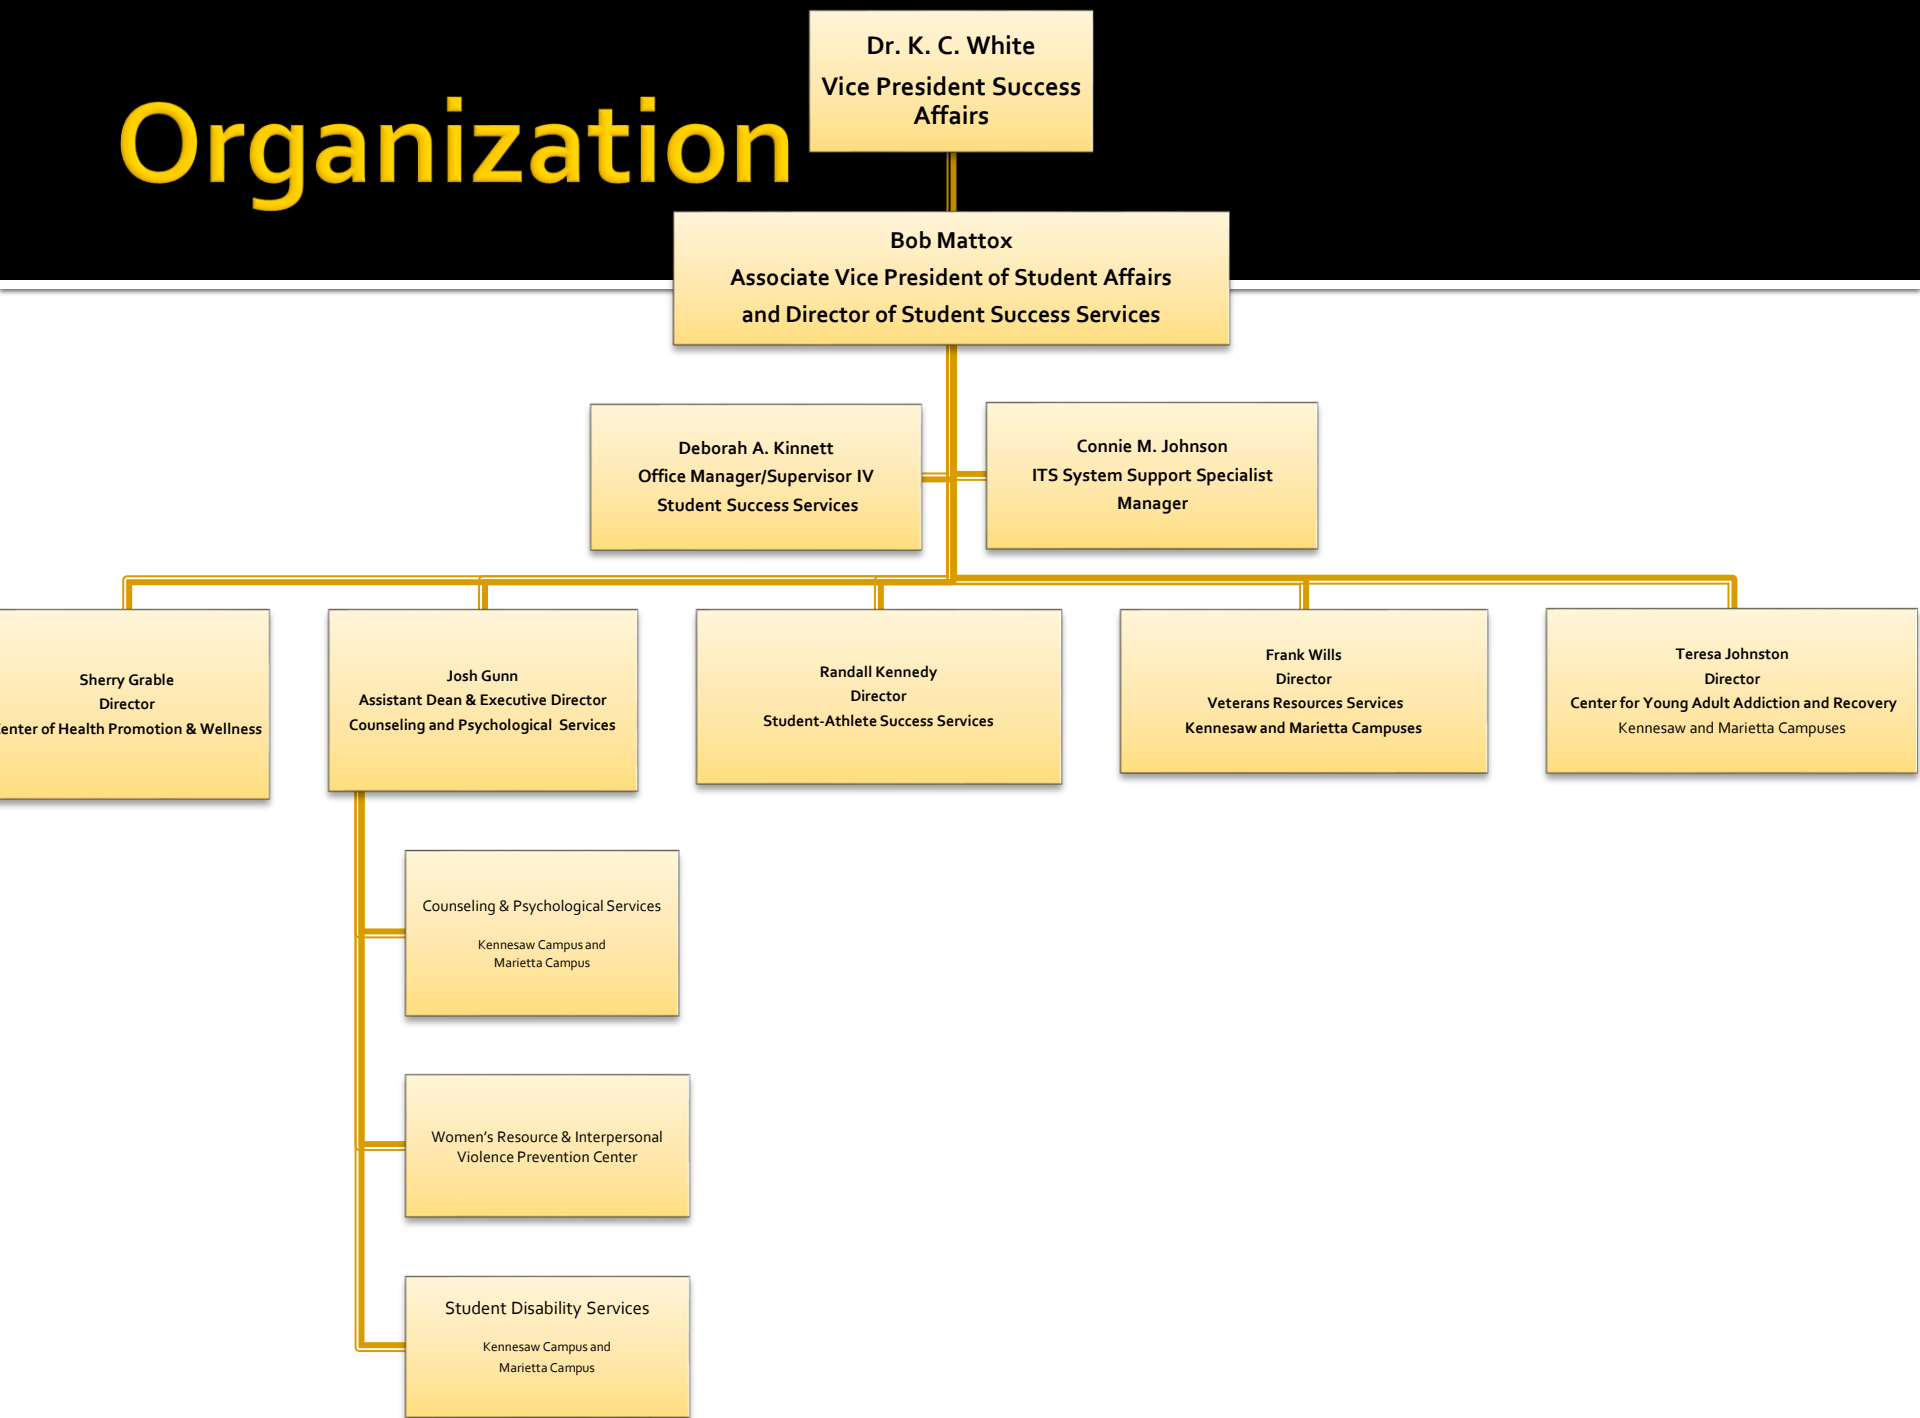 Organization
Dr. K. C. White
Vice President Success
Affairs
Bob Mattox
Associate Vice President of Student Affairs
and Director of Student Success Services
Deborah A. Kinnett
Office Manager/Supervisor IV
Student Success Services
Connie M. Johnson
ITS System Support Specialist
Manager
Sherry Grable
Director
enter of Health Promotion & Wellness
Josh Gunn
Assistant Dean & Executive Director
Counseling and Psychological Services
Randall Kennedy
Director
Student-Athlete Success Services
Frank Wills
Director
Veterans Resources Services
Kennesaw and Marietta Campuses
Teresa Johnston
Director
Center for Young Adult Addiction and Recovery
Kennesaw and Marietta Campuses
Counseling & Psychological Services
Kennesaw Campus and
Marietta Campus
Women's Resource & Interpersonal
Violence Prevention Center
Student Disability Services
Kennesaw Campus and
Marietta Campus